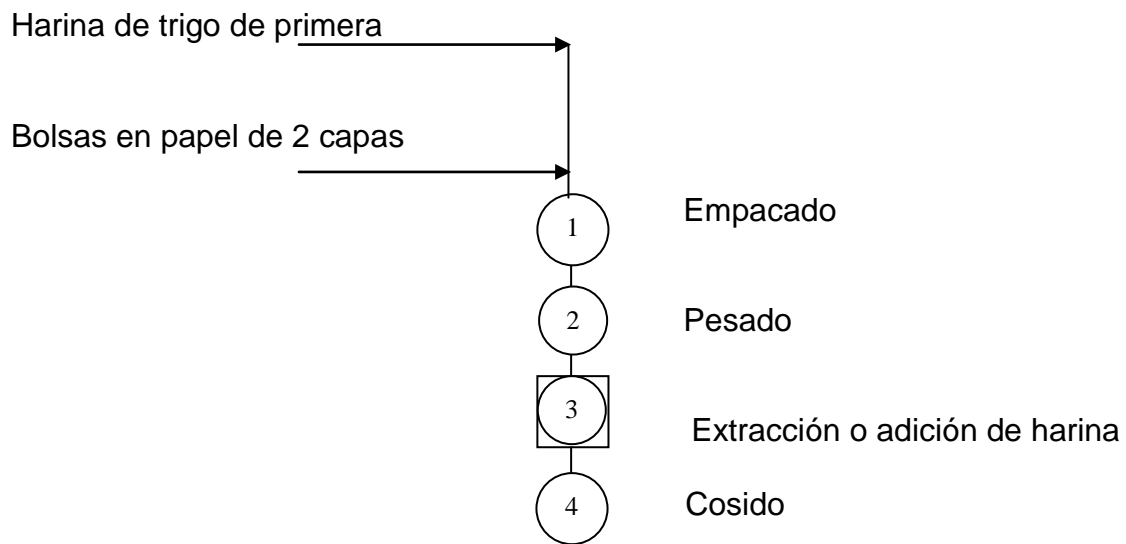 Harina de trigo de primera
Bolsas en papel de 2 capas
1 Empacado
2 Pesado
3 Extracción o adición de harina
4 Cosido